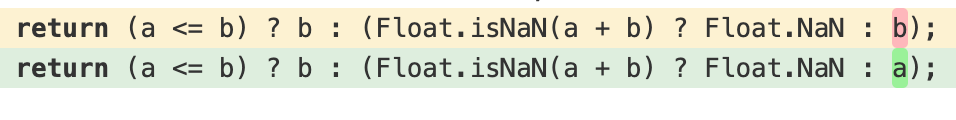 return (a <= b) ? b : (Float.isNaN(a + b) ? Float.NaN : b);
return (a <= b) ? b : (Float.isNaN(a + b) ? Float.NaN : a);